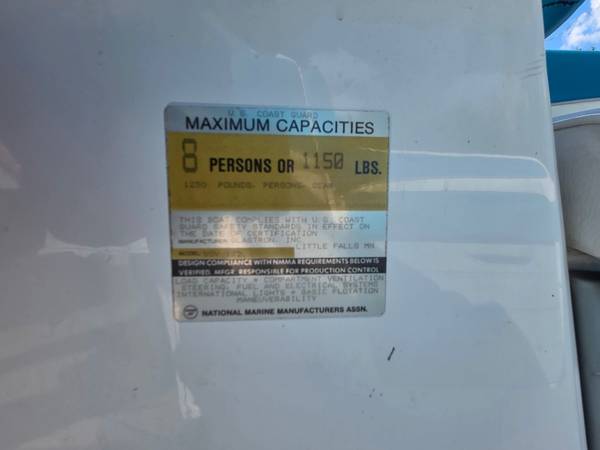 U.S. COAST GUARD
MAXIMUM CAPACITIES
8 PERSONS OR 1150 LBS.
1250 POUNDS, PERSONS, GEAR
THIS BOAT COMPLIES WITH U.S. COAST
GUARD SAFETY STANDARDS IN EFFECT ON
THE DATE OF CERTIFICATION
MANUFACTURER: GLASTRON, INC.
LITTLE FALLS MN
MODEL:
DESIGN COMPLIANCE WITH NMMA REQUIREMENTS BELOW IS
VERIFIED. MFGR. RESPONSIBLE FOR PRODUCTION CONTROL
LOAD CAPACITY * COMPARTMENT VENTILATION
STEERING, FUEL AND ELECTRICAL SYSTEMS
INTERNATIONAL LIGHTS * BASIC FLOTATION
MANEUVERABILITY
NATIONAL MARINE MANUFACTURERS ASSN.